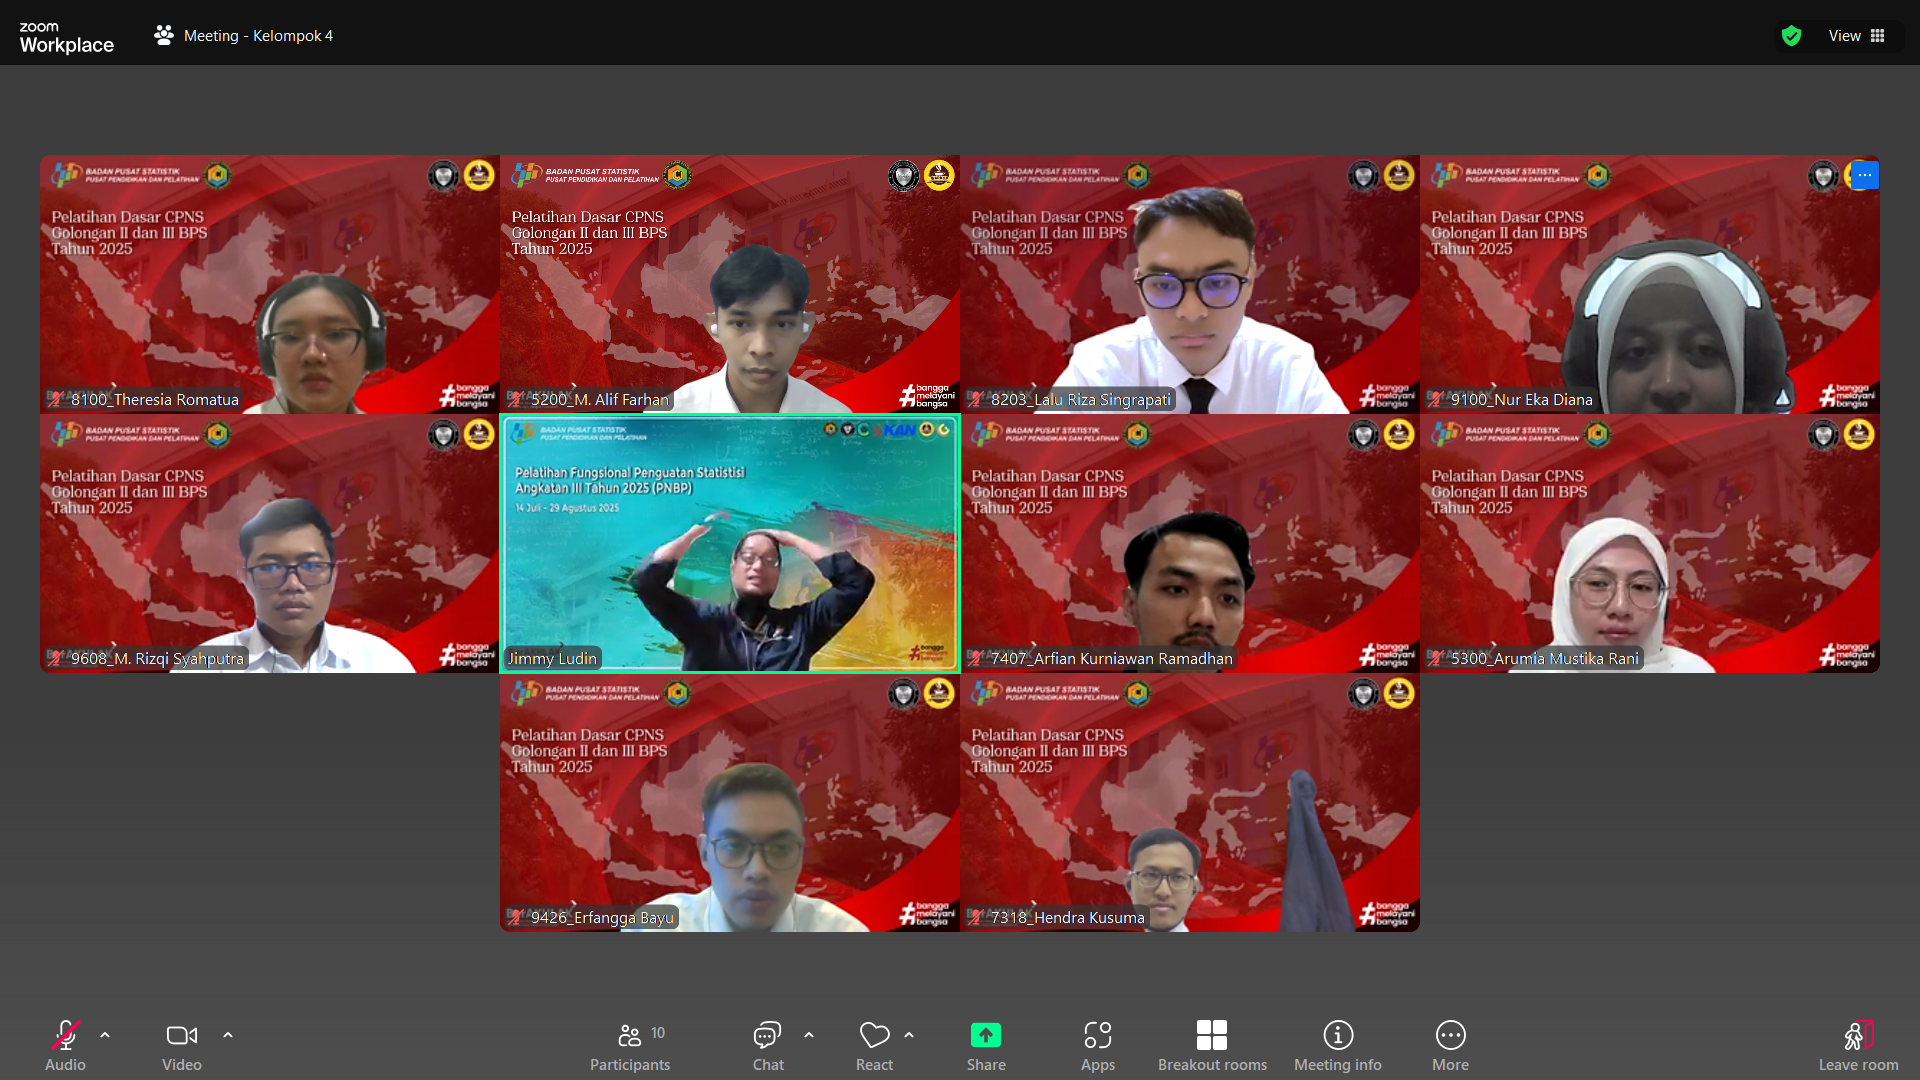 zoom
Workplace
Meeting - Kelompok 4
View
BADAN PUSAT STATISTIK
PUSAT PENDIDIKAN DAN PELATIHAN
Pelatihan Dasar CPNS
Golongan II dan III BPS
Tahun 2025
#bangga
melayani
bangsa
8100_Theresia Romatua
BADAN PUSAT STATISTIK
PUSAT PENDIDIKAN DAN PELATIHAN
Pelatihan Dasar CPNS
Golongan II dan III BPS
Tahun 2025
#bangga
melayani
bangsa
5200_M. Alif Farhan
BADAN PUSAT STATISTIK
PUSAT PENDIDIKAN DAN PELATIHAN
Pelatihan Dasar CPNS
Golongan II dan III BPS
Tahun 2025
#bangga
melayani
bangsa
8203_Lalu Riza Singrapati
BADAN PUSAT STATISTIK
PUSAT PENDIDIKAN DAN PELATIHAN
Pelatihan Dasar CPNS
Golongan II dan III BPS
Tahun 2025
#bangga
melayani
bangsa
9100_Nur Eka Diana
BADAN PUSAT STATISTIK
PUSAT PENDIDIKAN DAN PELATIHAN
Pelatihan Dasar CPNS
Golongan II dan III BPS
Tahun 2025
#bangga
melayani
bangsa
9608_M. Rizqi Syahputra
BADAN PUSAT STATISTIK
PUSAT PENDIDIKAN DAN PELATIHAN
KAN
Pelatihan Fungsional Penguatan Statistisi
Angkatan III Tahun 2025 (PNBP)
14 Juli - 29 Agustus 2025
#bangga
melayani
bangsa
Jimmy Ludin
BADAN PUSAT STATISTIK
PUSAT PENDIDIKAN DAN PELATIHAN
Pelatihan Dasar CPNS
Golongan II dan III BPS
Tahun 2025
#bangga
melayani
bangsa
7407_Arfian Kurniawan Ramadhan
BADAN PUSAT STATISTIK
PUSAT PENDIDIKAN DAN PELATIHAN
Pelatihan Dasar CPNS
Golongan II dan III BPS
Tahun 2025
#bangga
melayani
bangsa
5300_Arumia Mustika Rani
BADAN PUSAT STATISTIK
PUSAT PENDIDIKAN DAN PELATIHAN
Pelatihan Dasar CPNS
Golongan II dan III BPS
Tahun 2025
#bangga
melayani
bangsa
9426_Erfangga Bayu
BADAN PUSAT STATISTIK
PUSAT PENDIDIKAN DAN PELATIHAN
Pelatihan Dasar CPNS
Golongan II dan III BPS
Tahun 2025
#bangga
melayani
bangsa
7318_Hendra Kusuma
Audio
Video
Participants 10
Chat
React
Share
Apps
Breakout rooms
Meeting info
More
Leave room